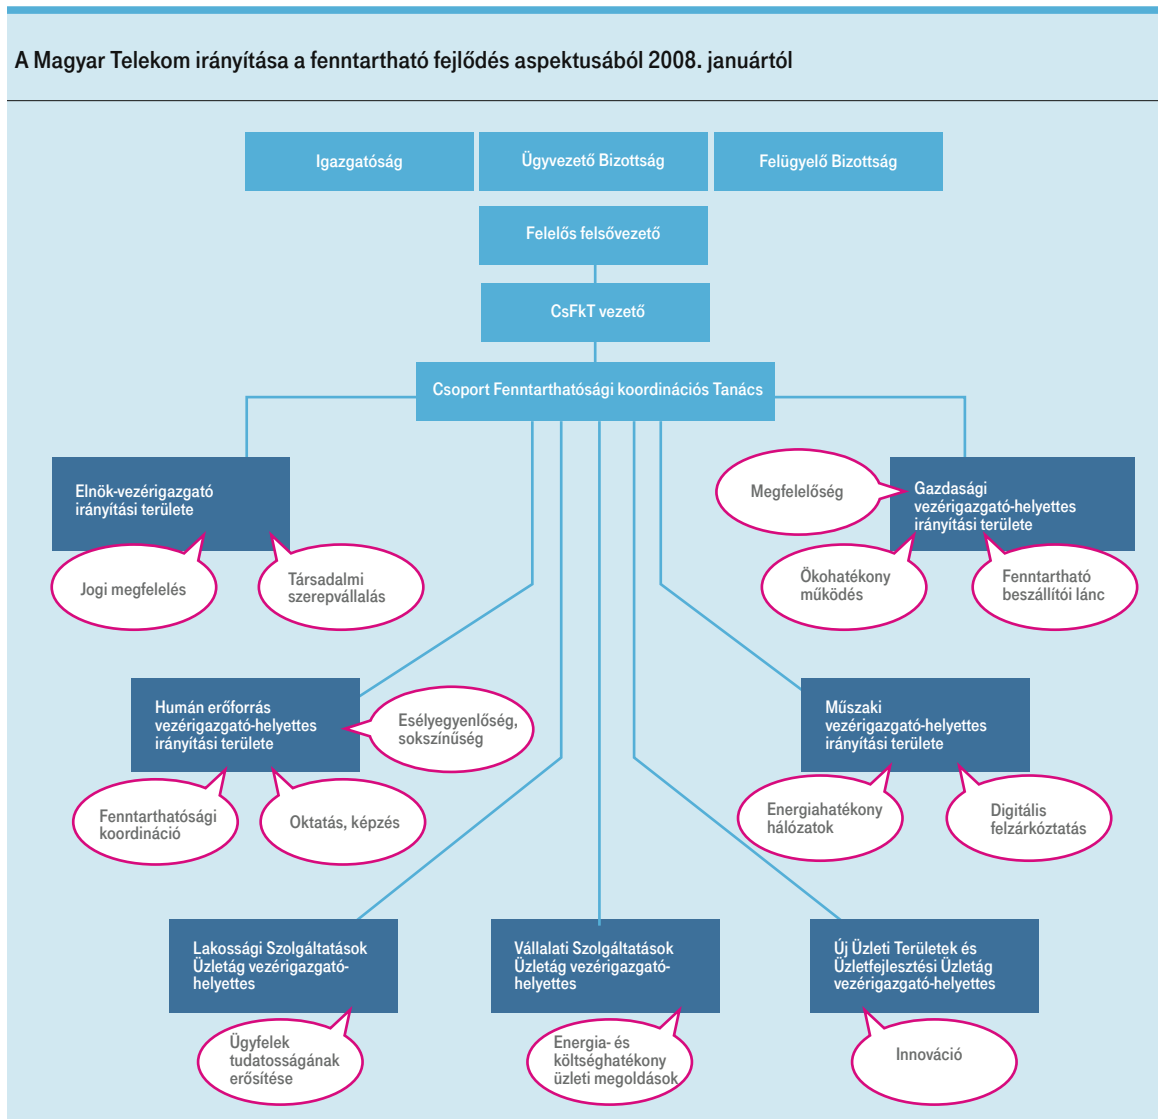 A Magyar Telekom irányítása a fenntartható fejlődés aspektusából 2008. januártól
Igazgatóság
Ügyvezető Bizottság
Felügyelő Bizottság
Felelős felsővezető
CsFkT vezető
Csoport Fenntarthatósági koordinációs Tanács
Elnök-vezérigazgató
irányítási területe
Jogi megfelelés
Társadalmi
szerepvállalás
Megfelelőség
Gazdasági
vezérigazgató-helyettes
irányítási területe
Ökohatékony
működés
Fenntartható
beszállítói lánc
Humán erőforrás
vezérigazgató-helyettes
irányítási területe
Esélyegyenlőség,
sokszínűség
Fenntarthatósági
koordináció
Oktatás, képzés
Műszaki
vezérigazgató-helyettes
irányítási területe
Energiahatékony
hálózatok
Digitális
felzárkóztatás
Lakossági Szolgáltatások
Üzletág vezérigazgató-
helyettes
Ügyfelek
tudatosságának
erősítése
Vállalati Szolgáltatások
Üzletág vezérigazgató-
helyettes
Energia- és
költséghatékony
üzleti megoldások
Új Üzleti Területek és
Üzletfejlesztési Üzletág
vezérigazgató-helyettes
Innováció